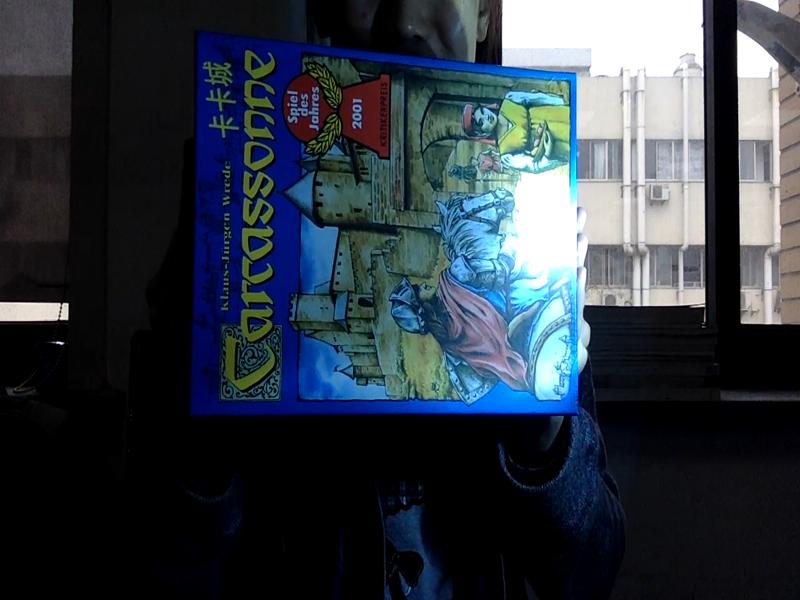 卡卡城
Klaus-Jürgen Wrede
Carcassonne
Spiel
des
Jahres
2001
KRITIKERPREIS